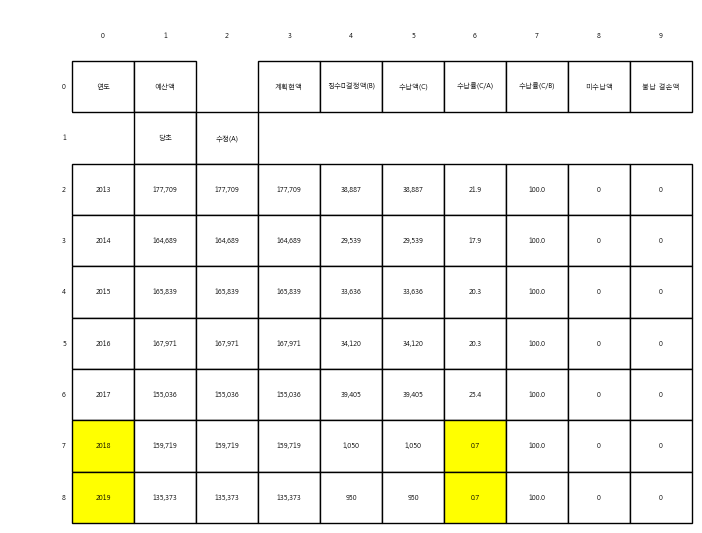 0 1 2 3 4 5 6 7 8 9
0 연도 예산액 계획현액 징수□결정액(B) 수납액(C) 수납률(C/A) 수납률(C/B) 미수납액 불납 결손액
1 당초 수정(A)
2 2013 177,709 177,709 177,709 38,887 38,887 21.9 100.0 0 0
3 2014 164,689 164,689 164,689 29,539 29,539 17.9 100.0 0 0
4 2015 165,839 165,839 165,839 33,636 33,636 20.3 100.0 0 0
5 2016 167,971 167,971 167,971 34,120 34,120 20.3 100.0 0 0
6 2017 155,036 155,036 155,036 39,405 39,405 25.4 100.0 0 0
7 2018 159,719 159,719 159,719 1,050 1,050 0.7 100.0 0 0
8 2019 135,373 135,373 135,373 950 950 0.7 100.0 0 0